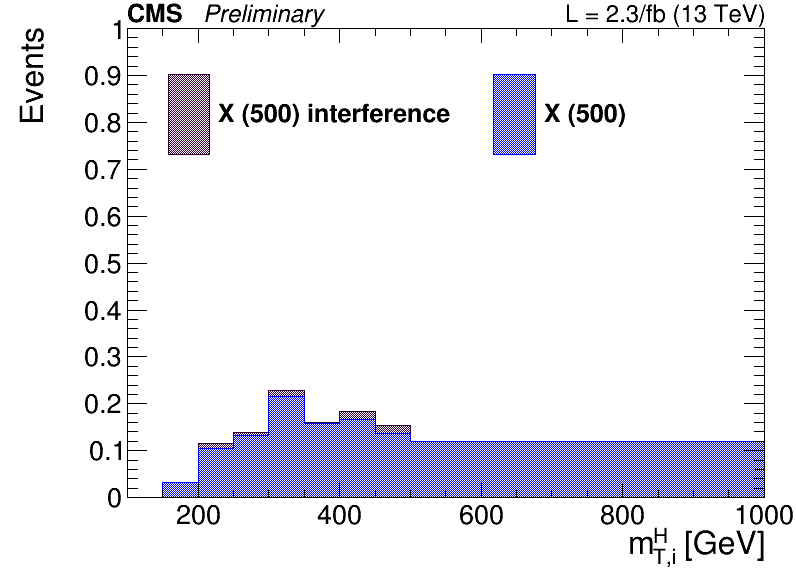 CMS Preliminary L = 2.3/fb (13 TeV)
Events
1
0.9
X (500) interference X (500)
0.8
0.7
0.6
0.5
0.4
0.3
0.2
0.1
0
200 400 600 800 1000
m^H_T,i [GeV]